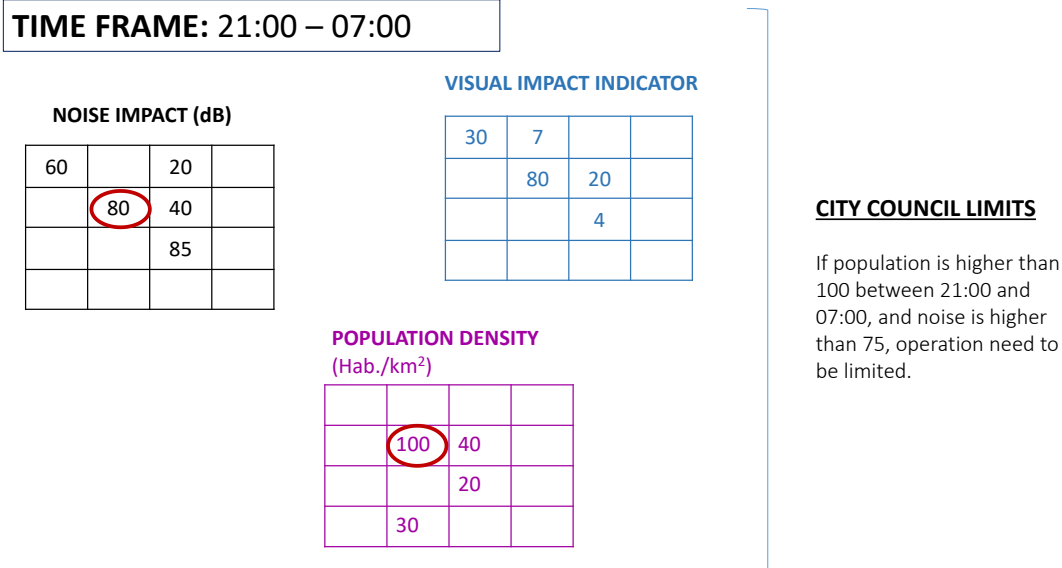 TIME FRAME: 21:00 – 07:00
NOISE IMPACT (dB)
60 20
80 40
85
VISUAL IMPACT INDICATOR
30 7
80 20
4
POPULATION DENSITY
(Hab./km²)
100 40
20
30
CITY COUNCIL LIMITS
If population is higher than
100 between 21:00 and
07:00, and noise is higher
than 75, operation need to
be limited.